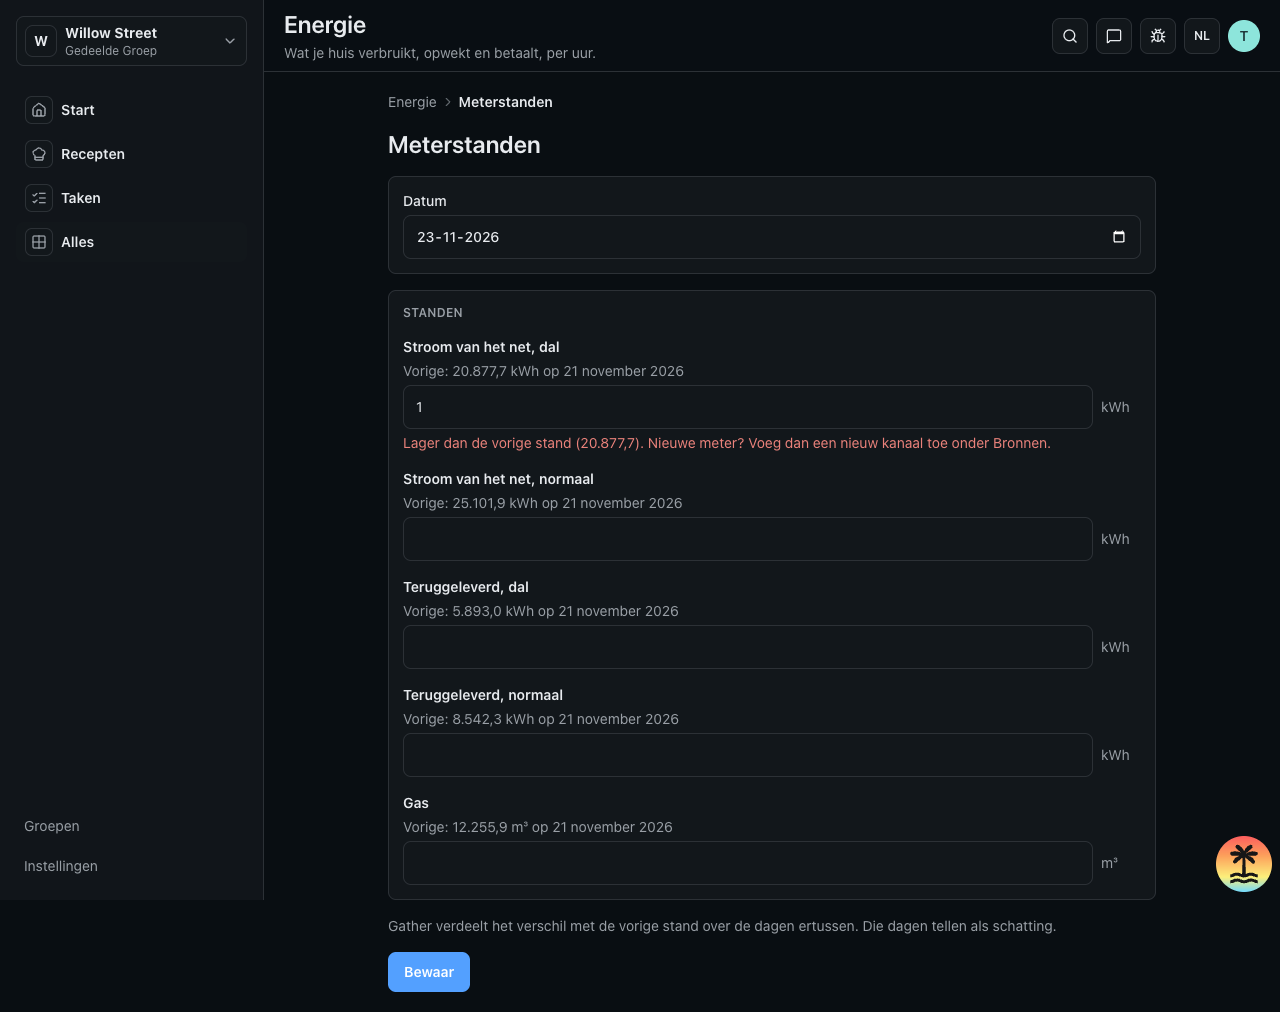 W
Willow Street
Gedeelde Groep
Start
Recepten
Taken
Alles
Groepen
Instellingen
Energie
Wat je huis verbruikt, opwekt en betaalt, per uur.
NL
T
Energie > Meterstanden
Meterstanden
Datum
23-11-2026
STANDEN
Stroom van het net, dal
Vorige: 20.877,7 kWh op 21 november 2026
1 kWh
Lager dan de vorige stand (20.877,7). Nieuwe meter? Voeg dan een nieuw kanaal toe onder Bronnen.
Stroom van het net, normaal
Vorige: 25.101,9 kWh op 21 november 2026
kWh
Teruggeleverd, dal
Vorige: 5.893,0 kWh op 21 november 2026
kWh
Teruggeleverd, normaal
Vorige: 8.542,3 kWh op 21 november 2026
kWh
Gas
Vorige: 12.255,9 m³ op 21 november 2026
m³
Gather verdeelt het verschil met de vorige stand over de dagen ertussen. Die dagen tellen als schatting.
Bewaar